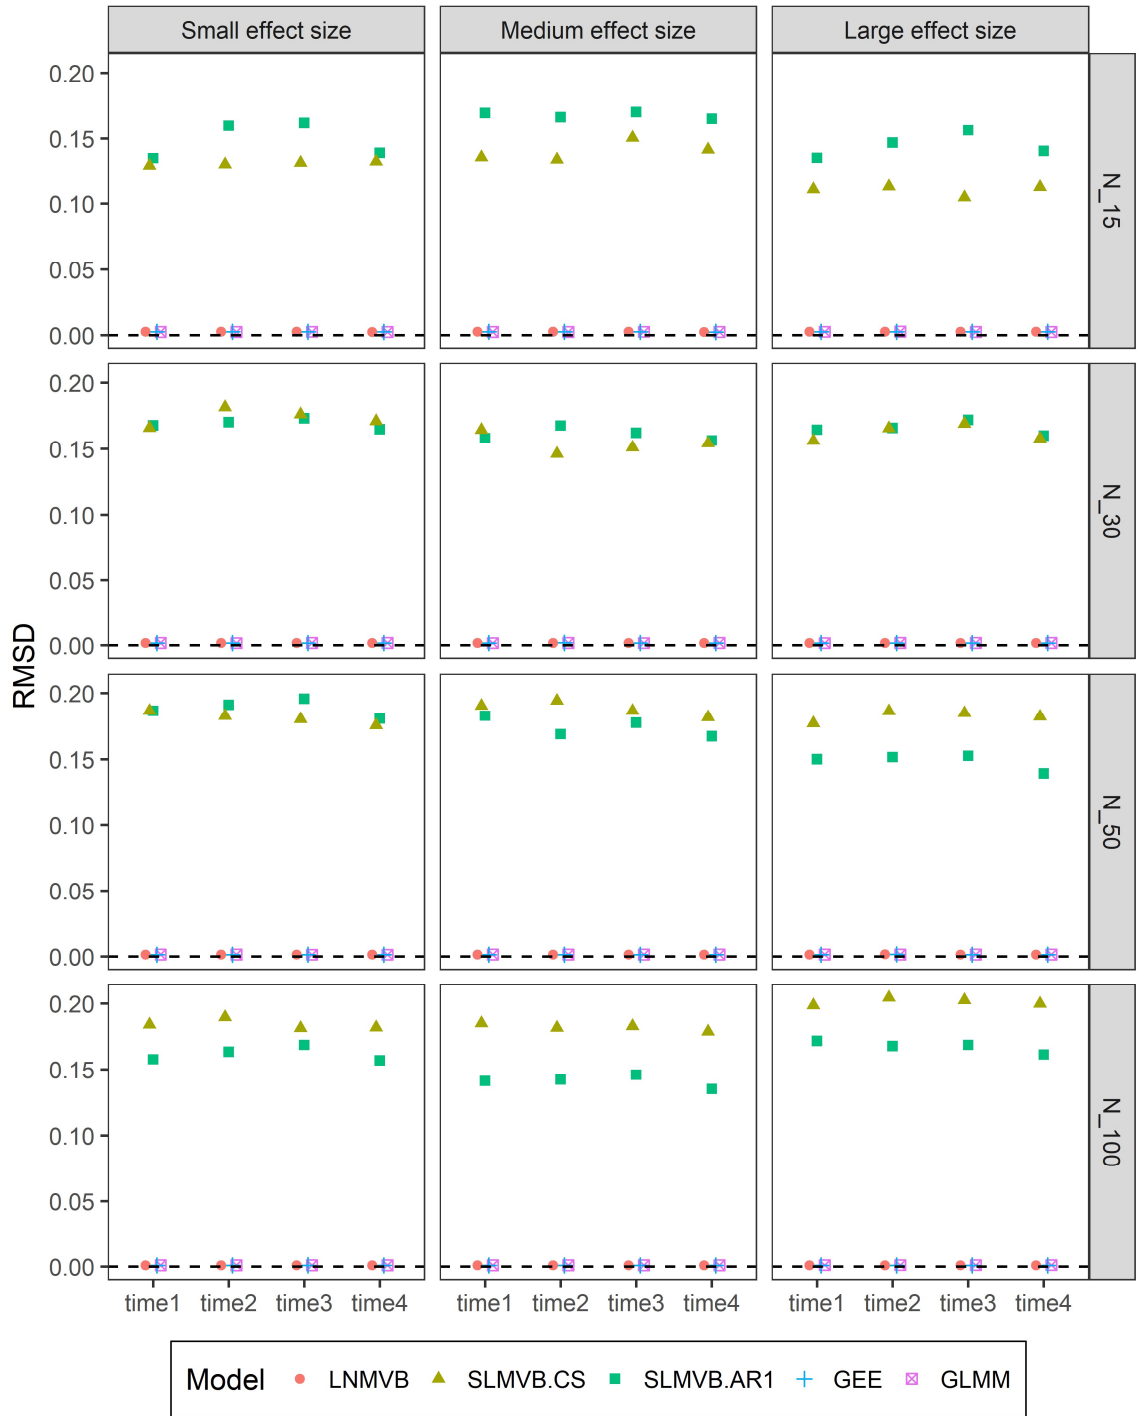 Small effect size
Medium effect size
Large effect size
RMSD
0.20
0.15
0.10
0.05
0.00
N_15
0.20
0.15
0.10
0.05
0.00
N_30
0.20
0.15
0.10
0.05
0.00
N_50
0.20
0.15
0.10
0.05
0.00
N_100
time1 time2 time3 time4
time1 time2 time3 time4
time1 time2 time3 time4
Model LNMVB SLMVB.CS SLMVB.AR1 GEE GLMM